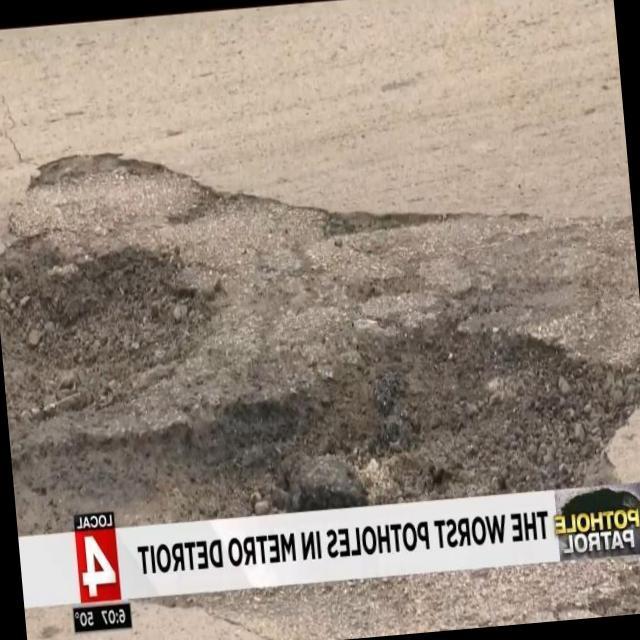 POTHOLE
PATROL
THE WORST POTHOLES IN METRO DETROIT
LOCAL
4
6:07 50°